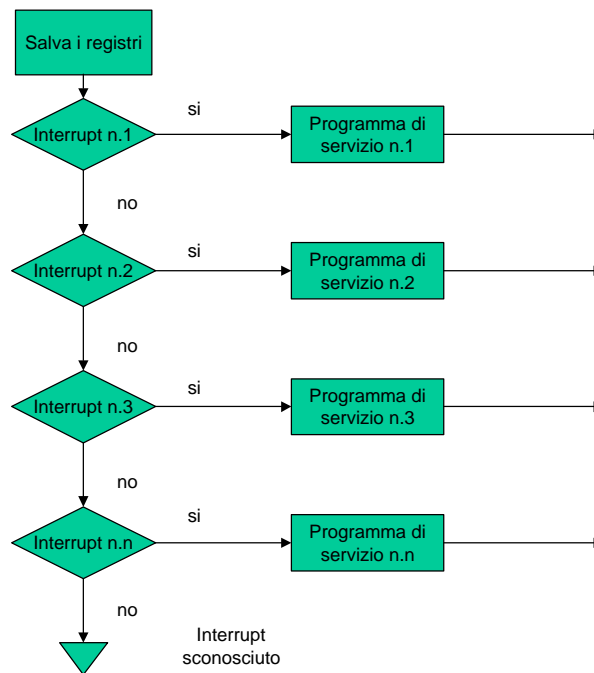 Salva i registri
si
Interrupt n.1
Programma di
servizio n.1
no
si
Interrupt n.2
Programma di
servizio n.2
no
si
Interrupt n.3
Programma di
servizio n.3
no
si
Interrupt n.n
Programma di
servizio n.n
no
Interrupt
sconosciuto